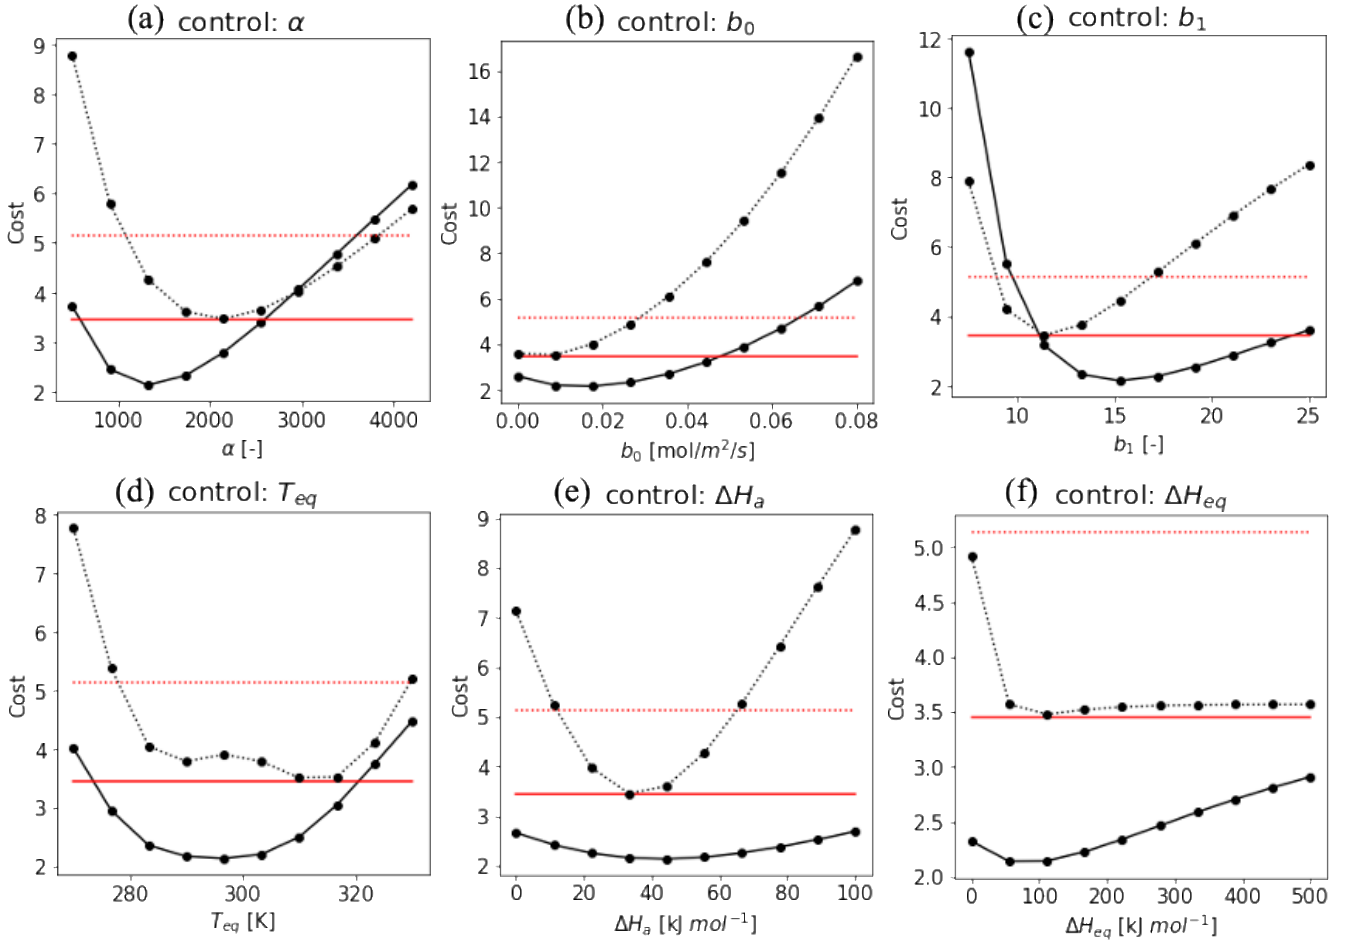 (a) control: α
9
8
7
6
5
4
3
2
Cost
1000 2000 3000 4000
α [-]
(b) control: b₀
16
14
12
10
8
6
4
2
Cost
0.00 0.02 0.04 0.06 0.08
b₀ [mol/m²/s]
(c) control: b₁
12
10
8
6
4
2
Cost
10 15 20 25
b₁ [-]
(d) control: T_eq
8
7
6
5
4
3
2
Cost
280 300 320
T_eq [K]
(e) control: ΔHₐ
9
8
7
6
5
4
3
2
Cost
0 20 40 60 80 100
ΔHₐ [kJ mol⁻¹]
(f) control: ΔH_eq
5.0
4.5
4.0
3.5
3.0
2.5
2.0
Cost
0 100 200 300 400 500
ΔH_eq [kJ mol⁻¹]